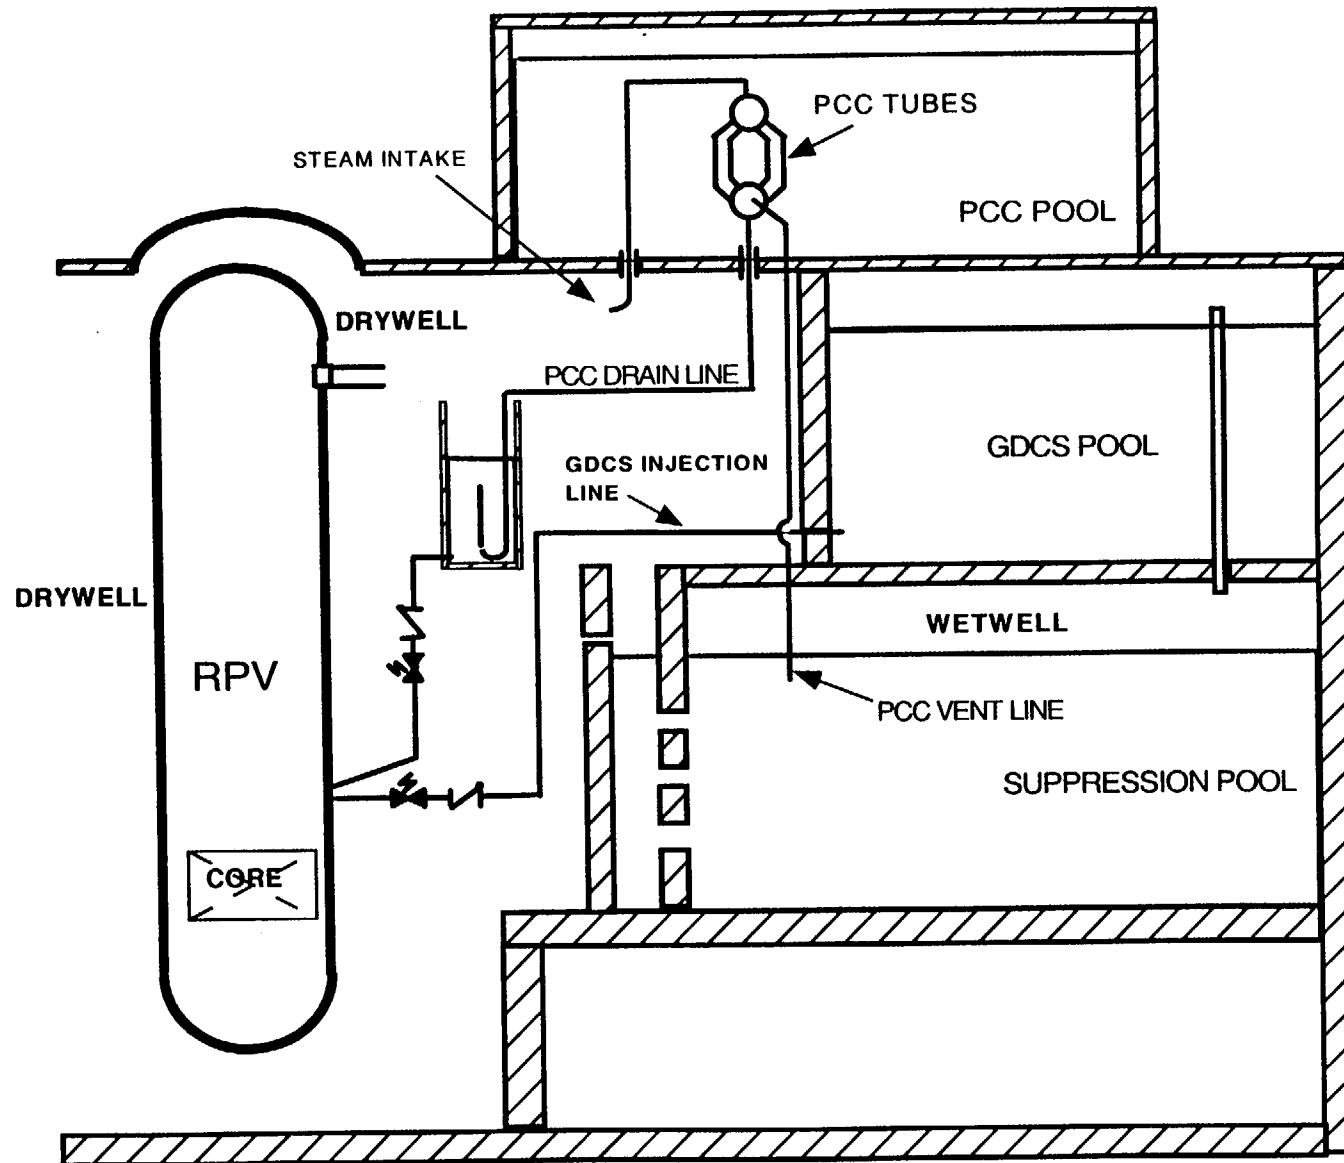 PCC TUBES
STEAM INTAKE
PCC POOL
DRYWELL
PCC DRAIN LINE
GDCS POOL
GDCS INJECTION
LINE
DRYWELL
WETWELL
RPV
PCC VENT LINE
SUPPRESSION POOL
CORE